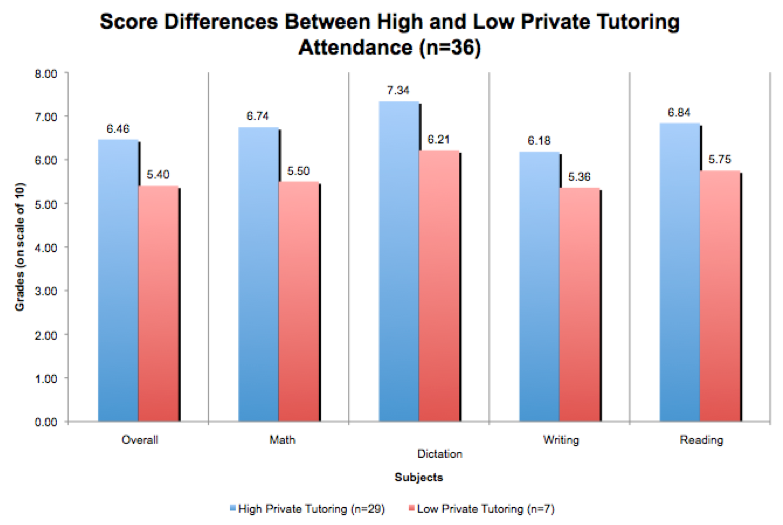 Score Differences Between High and Low Private Tutoring
Attendance (n=36)
Grades (on scale of 10)
8.00
7.00
6.00
5.00
4.00
3.00
2.00
1.00
0.00
6.46
5.40
6.74
5.50
7.34
6.21
6.18
5.36
6.84
5.75
Overall
Math
Dictation
Writing
Reading
Subjects
High Private Tutoring (n=29)
Low Private Tutoring (n=7)